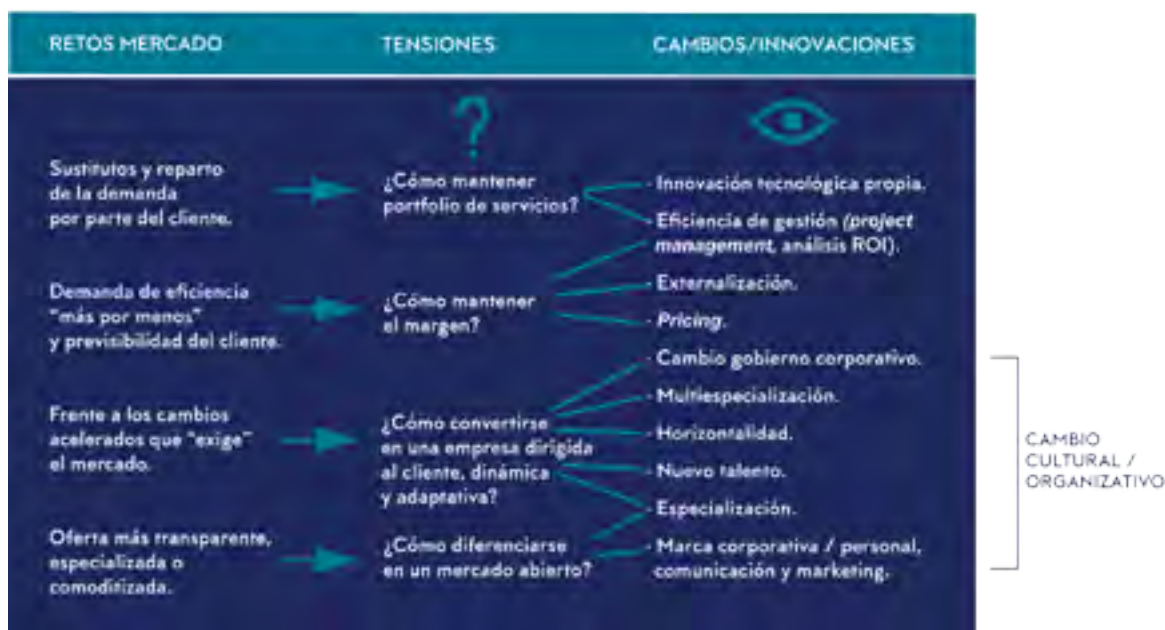 RETOS MERCADO
TENSIONES
CAMBIOS/INNOVACIONES
?
Sustitutos y reparto
de la demanda
por parte del cliente.
¿Cómo mantener
portfolio de servicios?
- Innovación tecnológica propia.
- Eficiencia de gestión (project
management, análisis ROI).
Demanda de eficiencia
"más por menos"
y previsibilidad del cliente.
¿Cómo mantener
el margen?
- Externalización.
- Pricing.
Frente a los cambios
acelerados que "exige"
el mercado.
¿Cómo convertirse
en una empresa dirigida
al cliente, dinámica
y adaptativa?
- Cambio gobierno corporativo.
- Multiespecialización.
- Horizontalidad.
- Nuevo talento.
- Especialización.
Oferta más transparente,
especializada o
comoditizada.
¿Cómo diferenciarse
en un mercado abierto?
- Marca corporativa / personal,
comunicación y marketing.
CAMBIO
CULTURAL /
ORGANIZATIVO